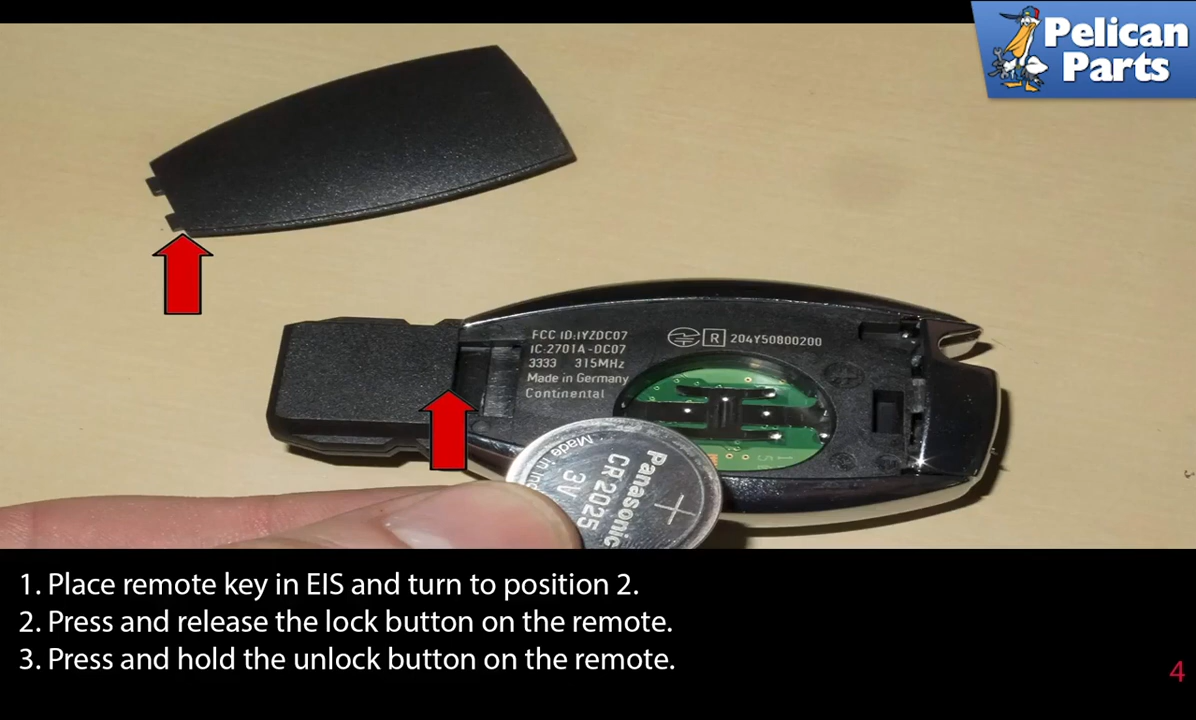 Pelican
Parts
FCC ID:IYZDC07
IC:2701A-DC07
3333 315MHz
Made in Germany
Continental
R 204Y50800200
Made in Ind
Panasonic
CR2025
3V
+
1. Place remote key in EIS and turn to position 2.
2. Press and release the lock button on the remote.
3. Press and hold the unlock button on the remote.
4